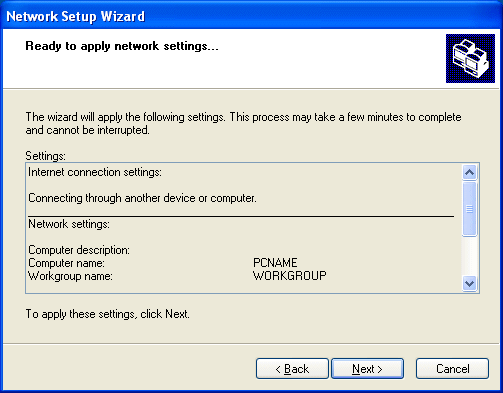 Network Setup Wizard
Ready to apply network settings...
The wizard will apply the following settings. This process may take a few minutes to complete
and cannot be interrupted.
Settings:
Internet connection settings:
Connecting through another device or computer.
Network settings:
Computer description:
Computer name: PCNAME
Workgroup name: WORKGROUP
To apply these settings, click Next.
< Back Next > Cancel